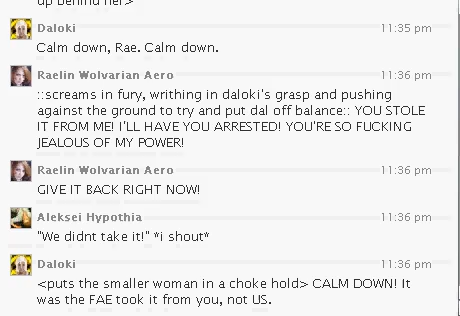 up behind her>
Daloki 11:35 pm
Calm down, Rae. Calm down.
Raelin Wolvarian Aero 11:36 pm
::screams in fury, writhing in daloki's grasp and pushing
against the ground to try and put dal off balance:: YOU STOLE
IT FROM ME! I'LL HAVE YOU ARRESTED! YOU'RE SO FUCKING
JEALOUS OF MY POWER!
Raelin Wolvarian Aero 11:36 pm
GIVE IT BACK RIGHT NOW!
Aleksei Hypothia 11:36 pm
"We didnt take it!" *i shout*
Daloki 11:36 pm
<puts the smaller woman in a choke hold> CALM DOWN! It
was the FAE took it from you, not US.